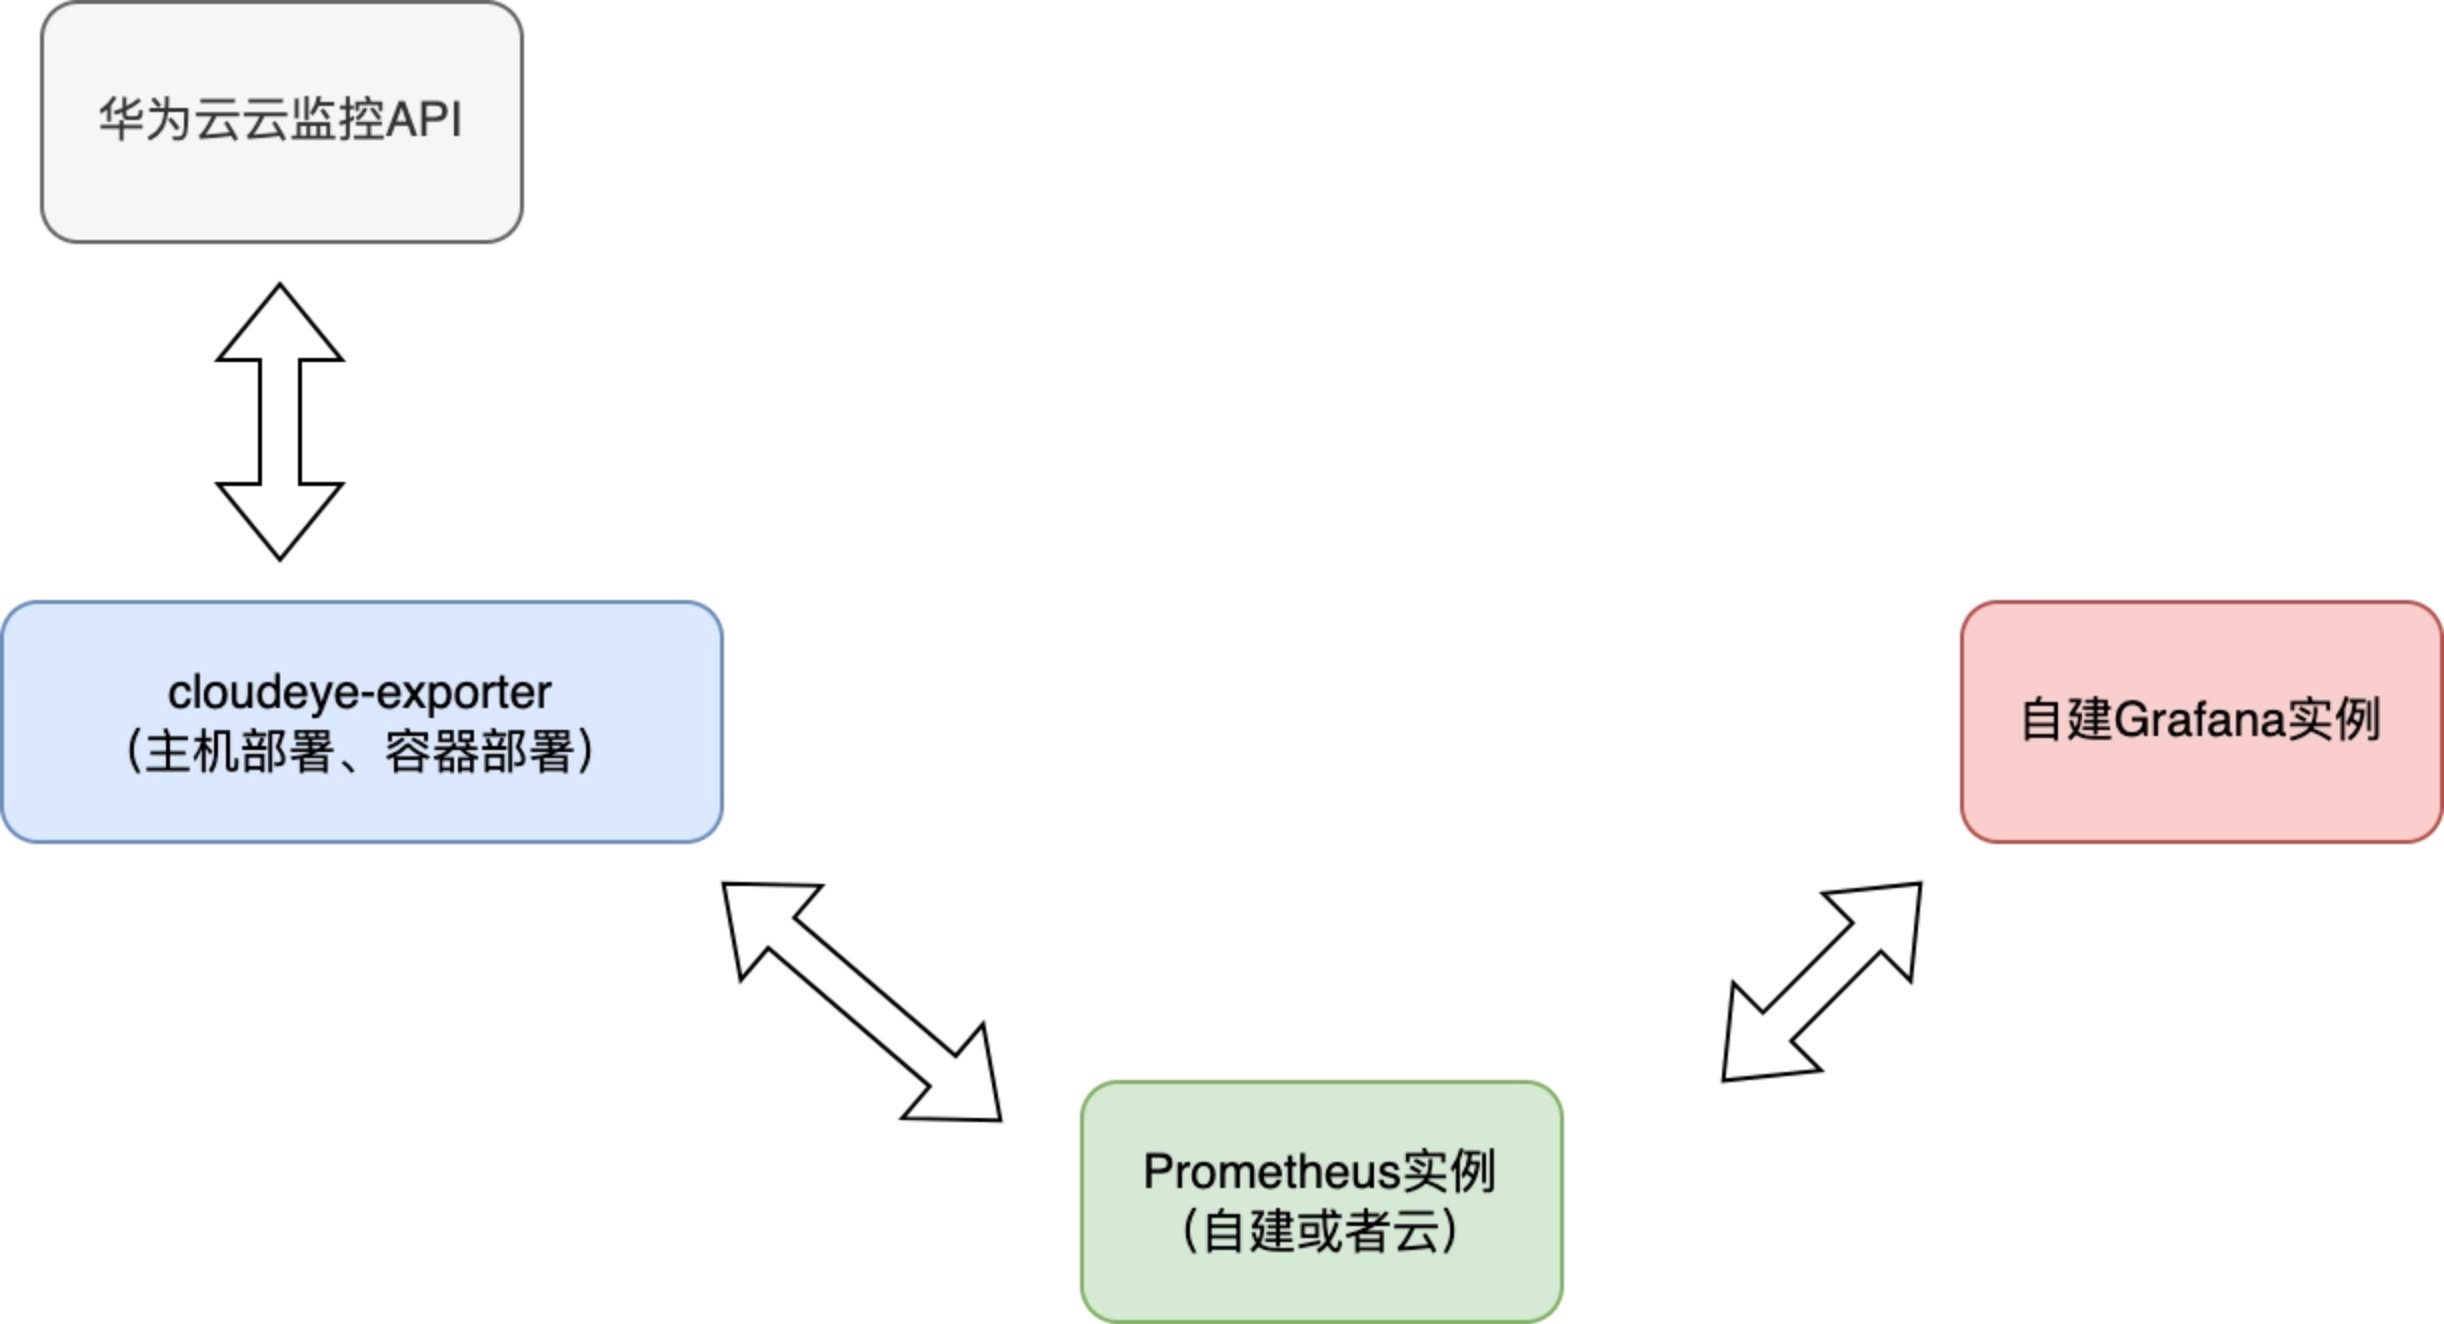 华为云云监控API
cloudeye-exporter
（主机部署、容器部署）
自建Grafana实例
Prometheus实例
（自建或者云）